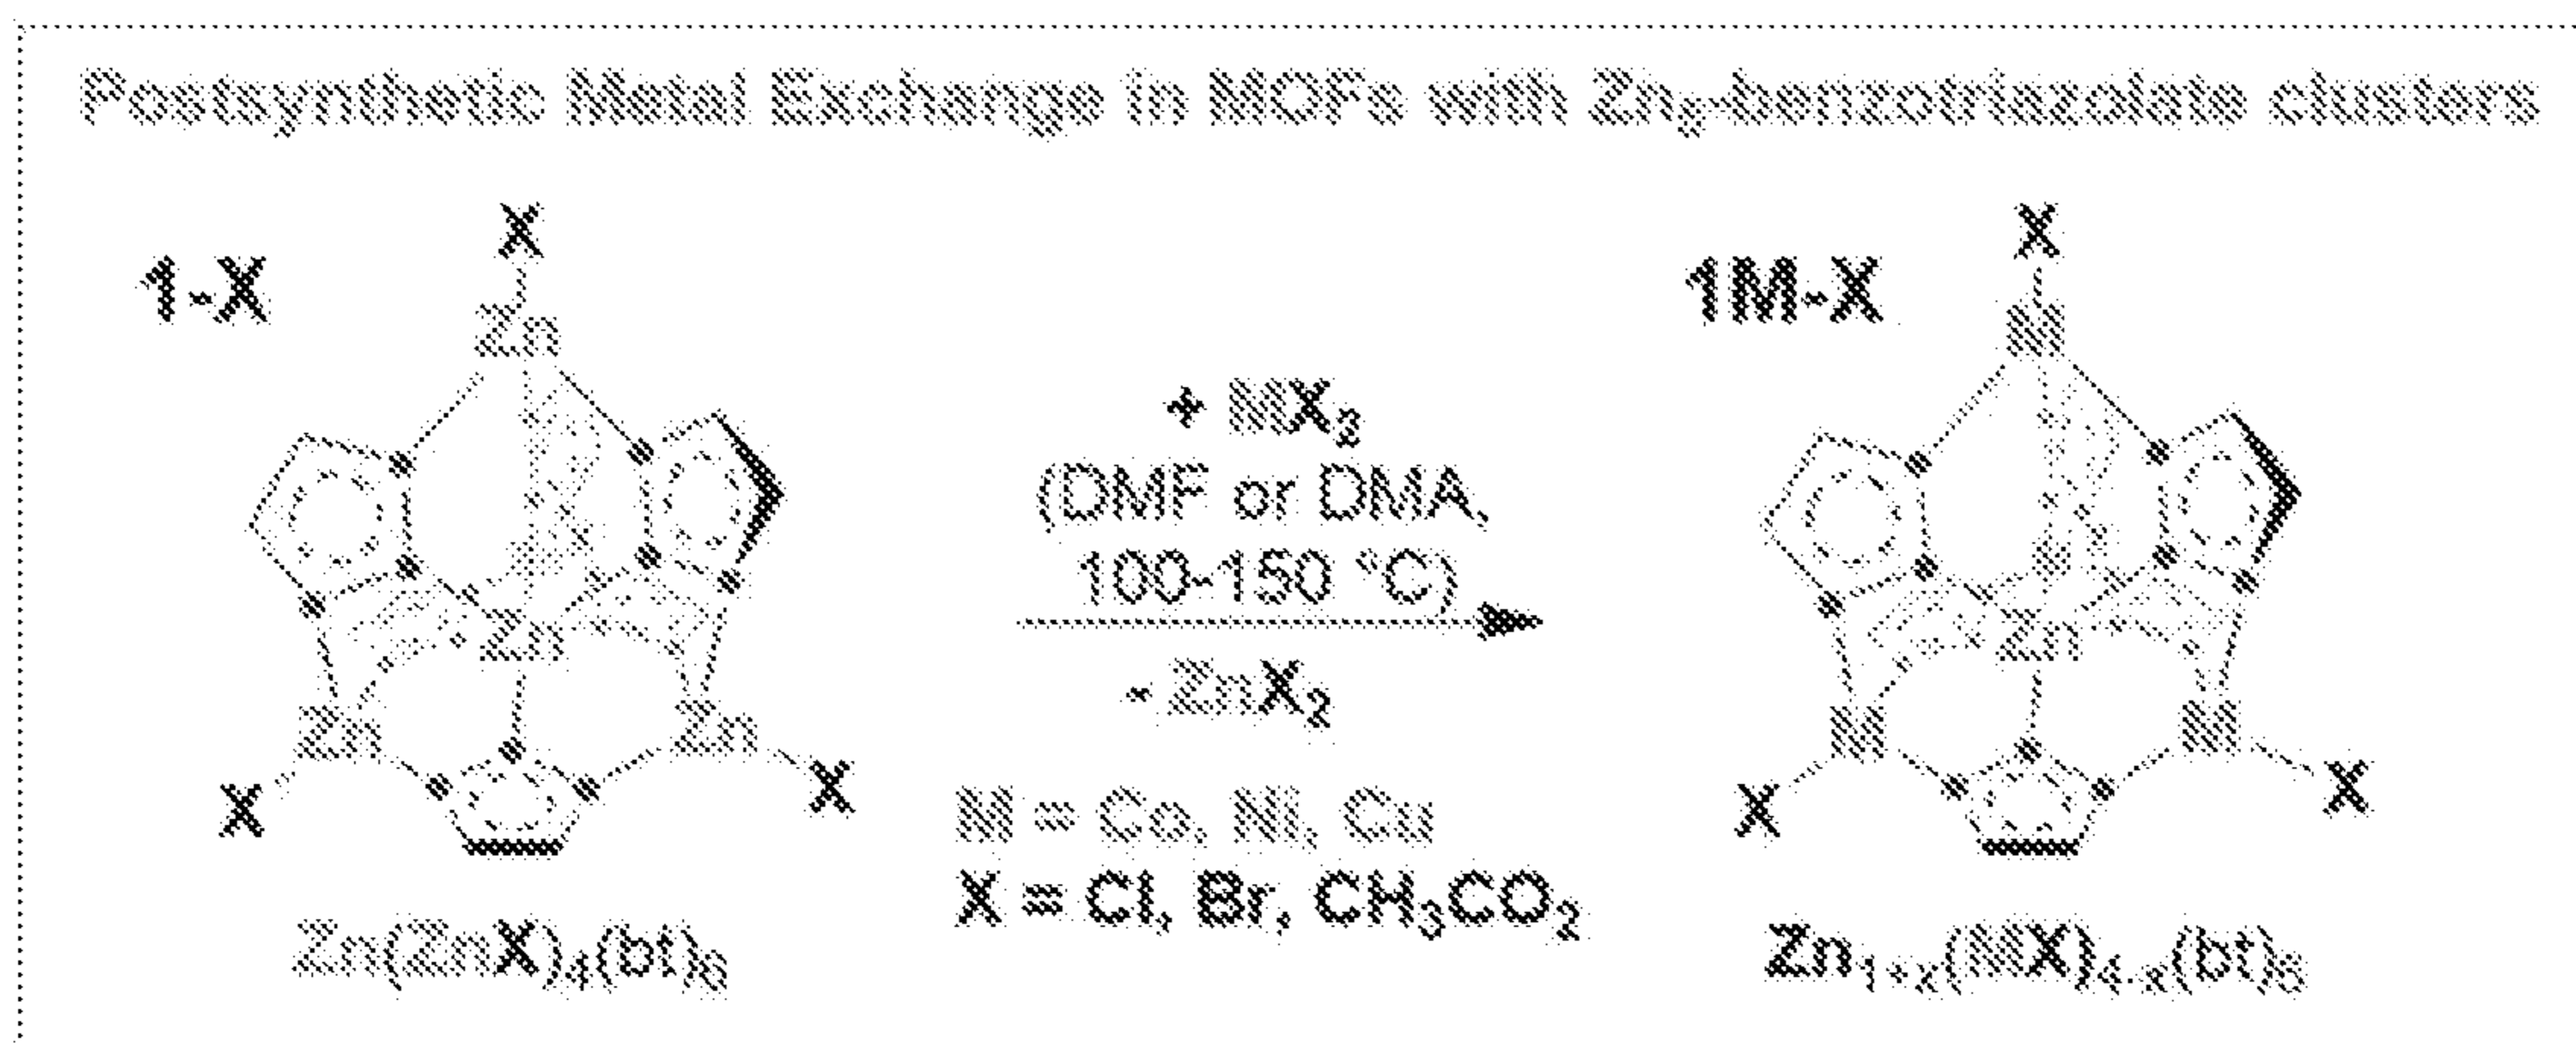 Postsynthetic Metal Exchange in MOFs with Zn₅-benzotriazolate clusters
1-X
X
Zn
Zn
Zn
Zn
X
X
Zn(ZnX)₄(bt)₆
+ MX₂
(DMF or DMA,
100-150 °C)
- ZnX₂
M = Co, Ni, Cu
X = Cl, Br, CH₃CO₂
1M-X
X
M
Zn
M
M
X
X
Zn₁₊ₓ(MX)₄₋ₓ(bt)₆